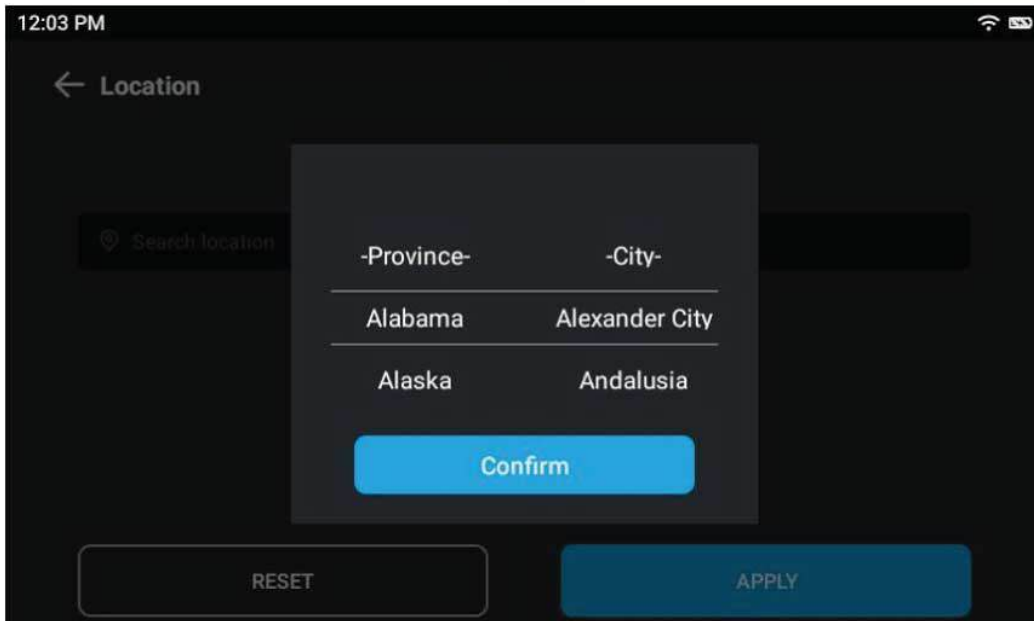 12:03 PM
Location
Search location
-Province- -City-
Alabama Alexander City
Alaska Andalusia
Confirm
RESET APPLY